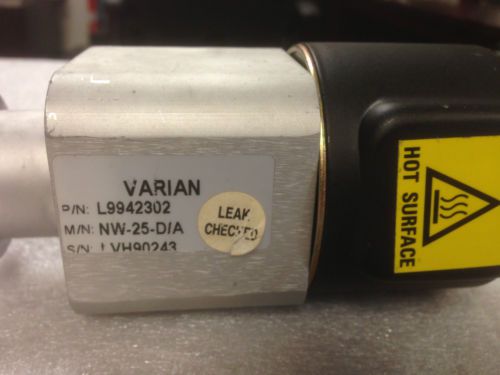 VARIAN
P/N: L9942302
M/N: NW-25-D/A
S/N: LVH90243
LEAK
CHECKED
HOT SURFACE